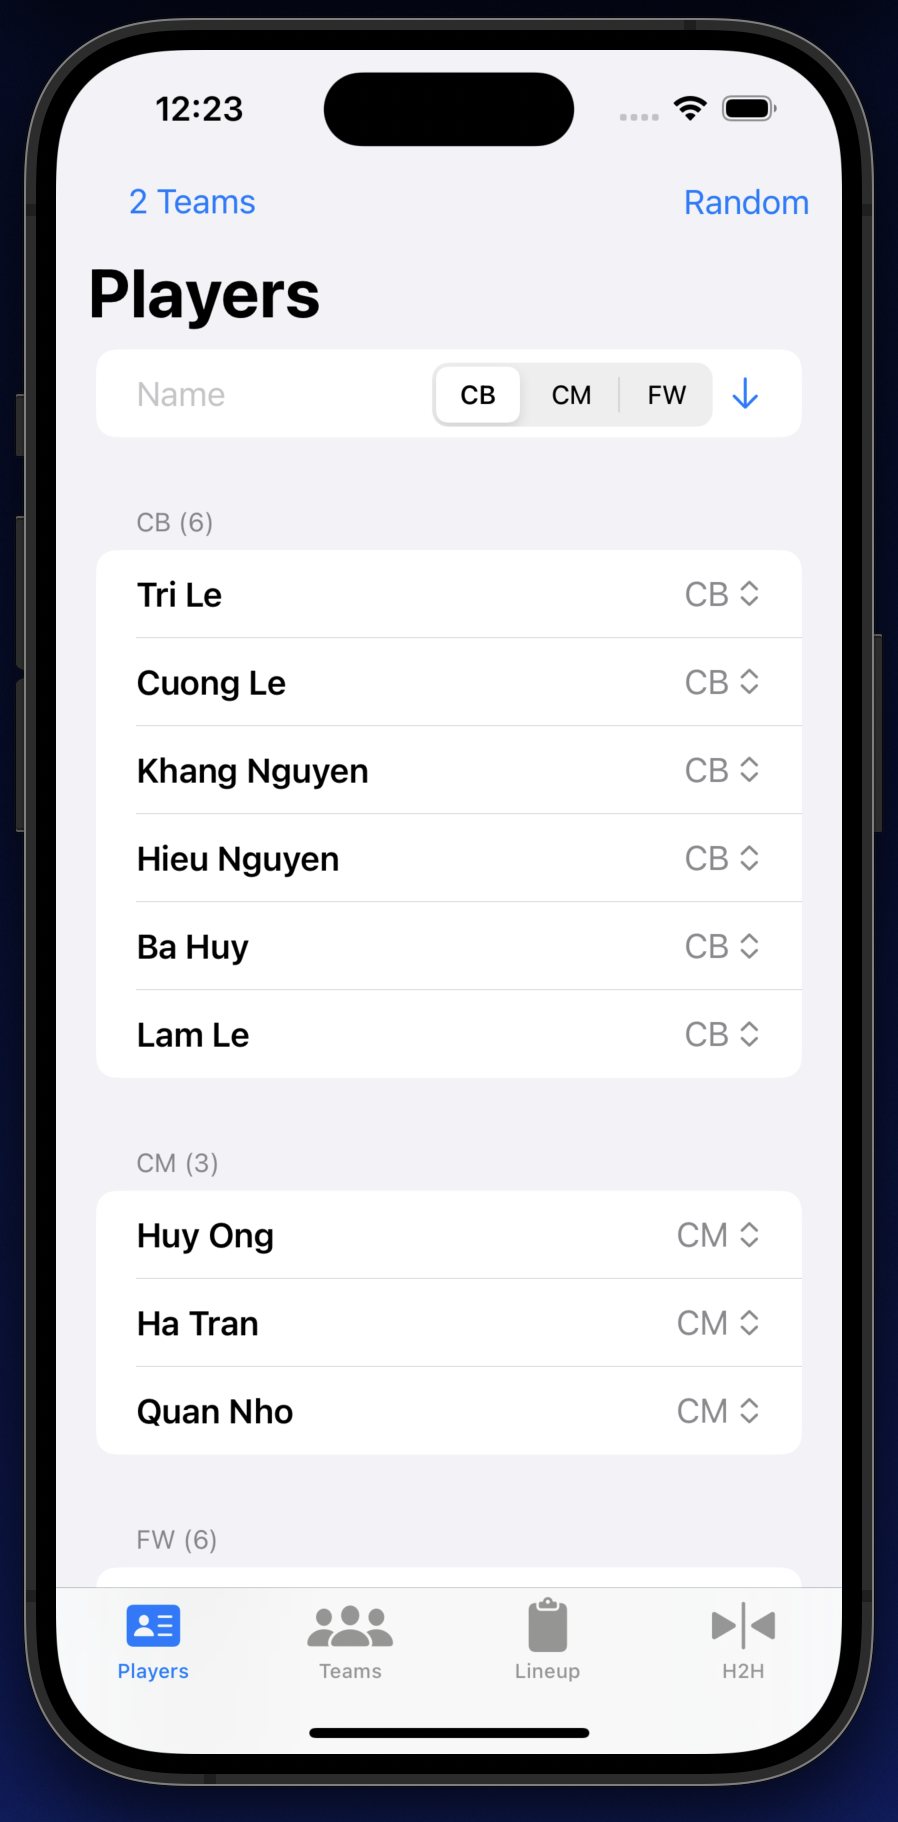 12:23
2 Teams Random
Players
Name CB CM FW
CB (6)
Tri Le CB
Cuong Le CB
Khang Nguyen CB
Hieu Nguyen CB
Ba Huy CB
Lam Le CB
CM (3)
Huy Ong CM
Ha Tran CM
Quan Nho CM
FW (6)
Players Teams Lineup H2H